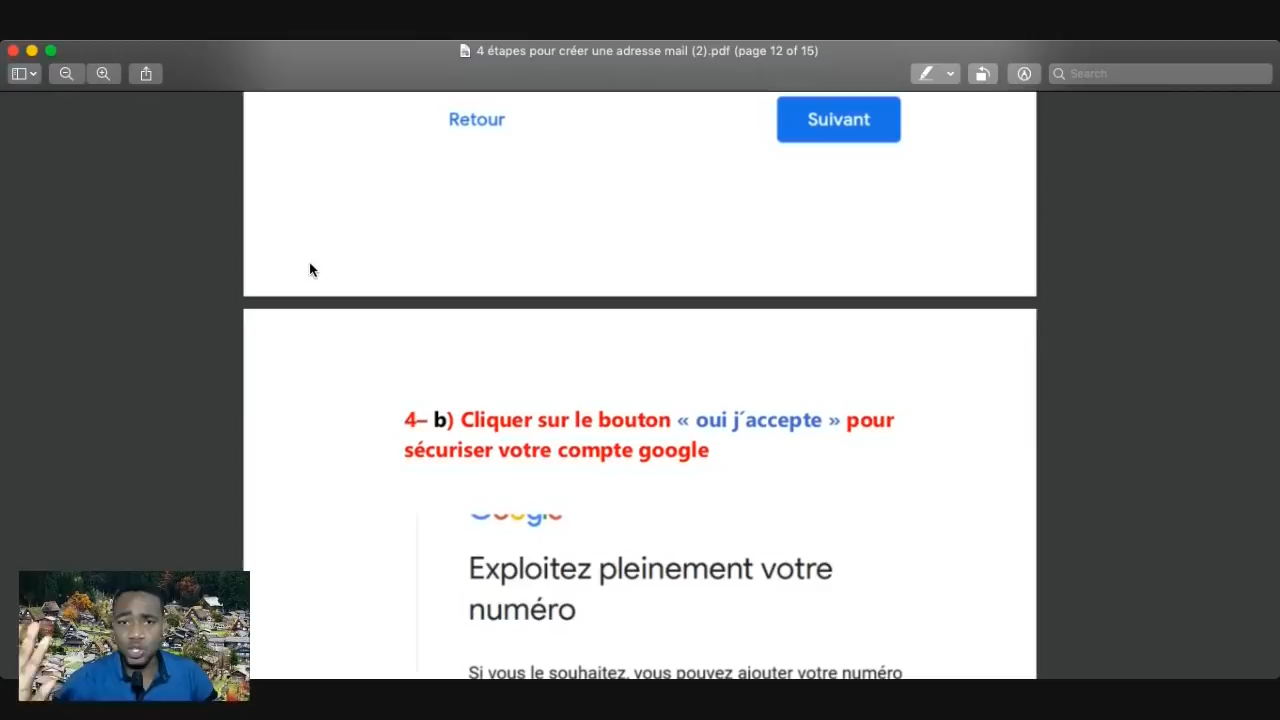 4 étapes pour créer une adresse mail (2).pdf (page 12 of 15)
Search
Retour
Suivant
4– b) Cliquer sur le bouton « oui j´accepte » pour
sécuriser votre compte google
Google
Exploitez pleinement votre
numéro
Si vous le souhaitez, vous pouvez ajouter votre numéro